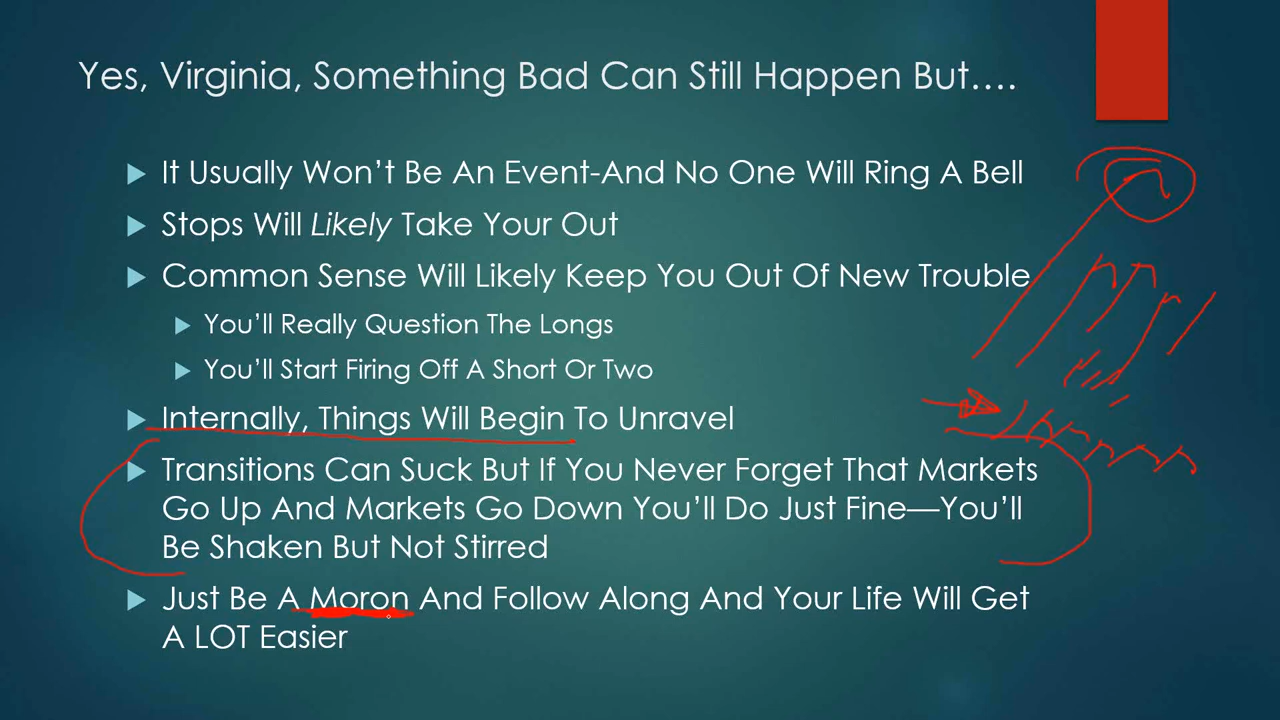 Yes, Virginia, Something Bad Can Still Happen But….
It Usually Won't Be An Event-And No One Will Ring A Bell
Stops Will Likely Take Your Out
Common Sense Will Likely Keep You Out Of New Trouble
You'll Really Question The Longs
You'll Start Firing Off A Short Or Two
Internally, Things Will Begin To Unravel
Transitions Can Suck But If You Never Forget That Markets
Go Up And Markets Go Down You'll Do Just Fine—You'll
Be Shaken But Not Stirred
Just Be A Moron And Follow Along And Your Life Will Get
A LOT Easier